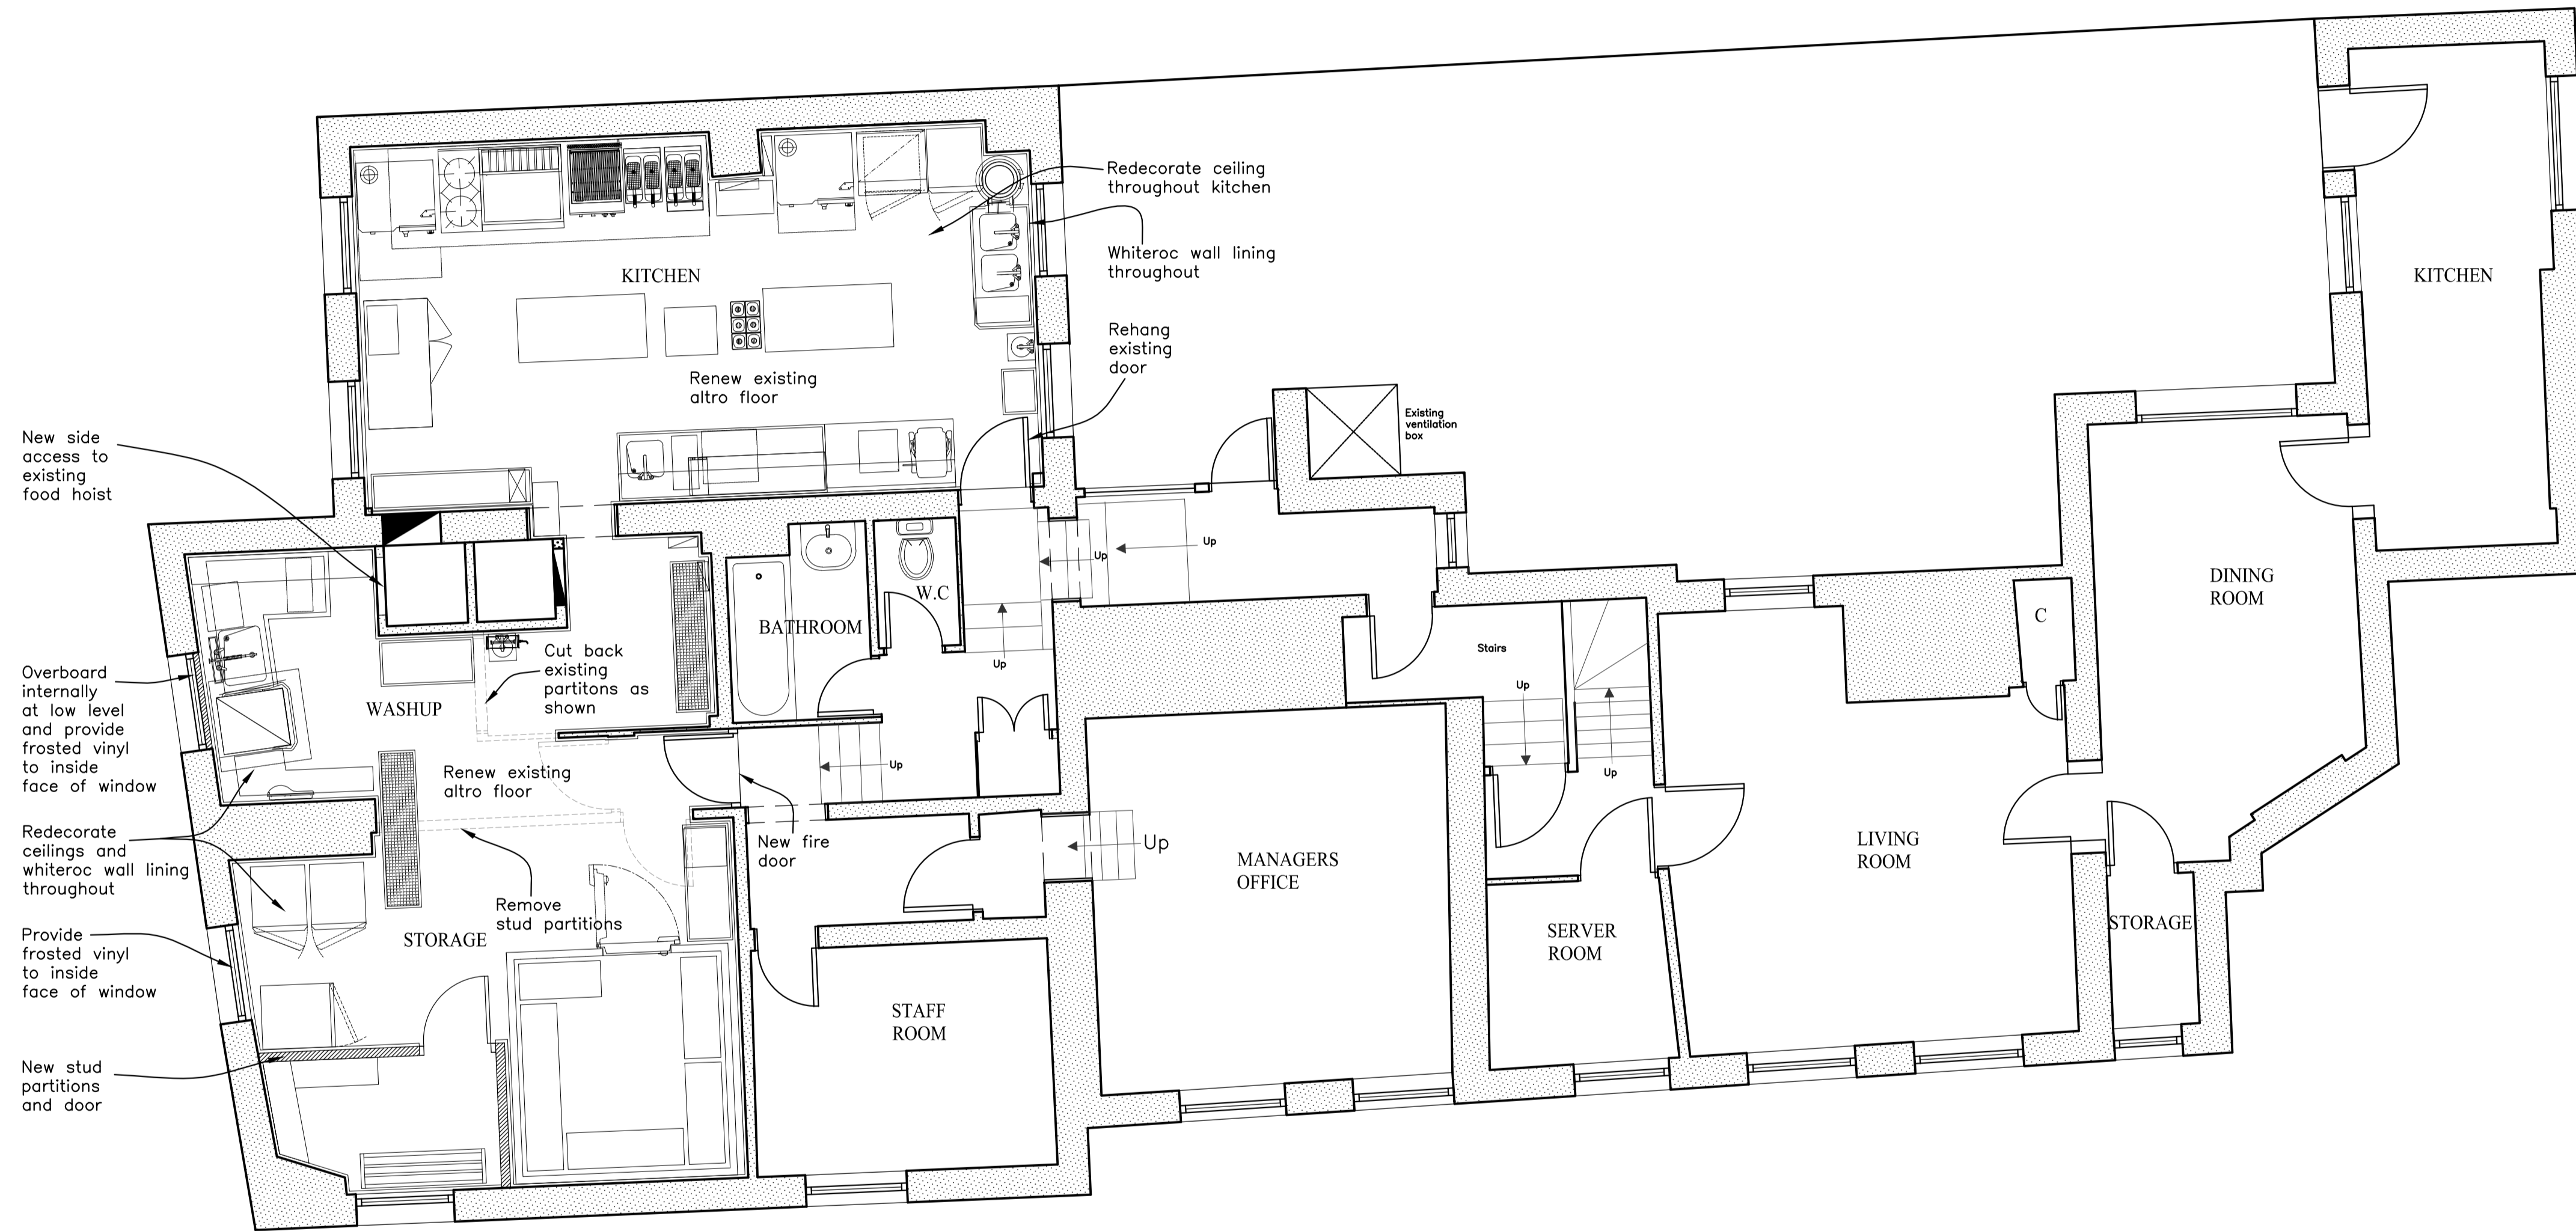 Redecorate ceiling
throughout kitchen
Whiteroc wall lining
throughout
KITCHEN
KITCHEN
Rehang
existing
door
Renew existing
altro floor
Existing
ventilation
box
New side
access to
existing
food hoist
Up
Up
DINING
ROOM
W.C
C
BATHROOM
Stairs
Cut back
existing
partitons as
shown
Up
Overboard
internally
at low level
and provide
frosted vinyl
to inside
face of window
Up
WASHUP
Up
Up
Renew existing
altro floor
Redecorate
ceilings and
whiteroc wall lining
throughout
New fire
door
Up
MANAGERS
OFFICE
LIVING
ROOM
Remove
stud partitions
STORAGE
STORAGE
SERVER
ROOM
Provide
frosted vinyl
to inside
face of window
STAFF
ROOM
New stud
partitions
and door